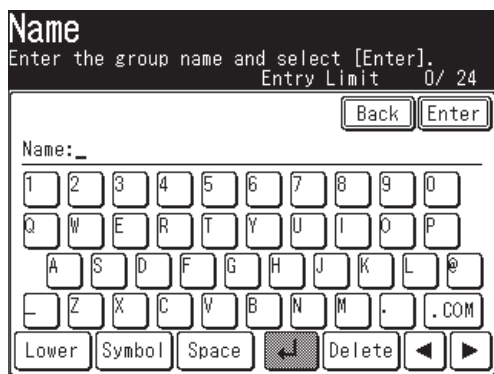 Name
Enter the group name and select [Enter].
Entry Limit 0/ 24
Back Enter
Name:_
1 2 3 4 5 6 7 8 9 0
Q W E R T Y U I O P
A S D F G H J K L @
_ Z X C V B N M . .COM
Lower Symbol Space ↵ Delete ◀ ▶